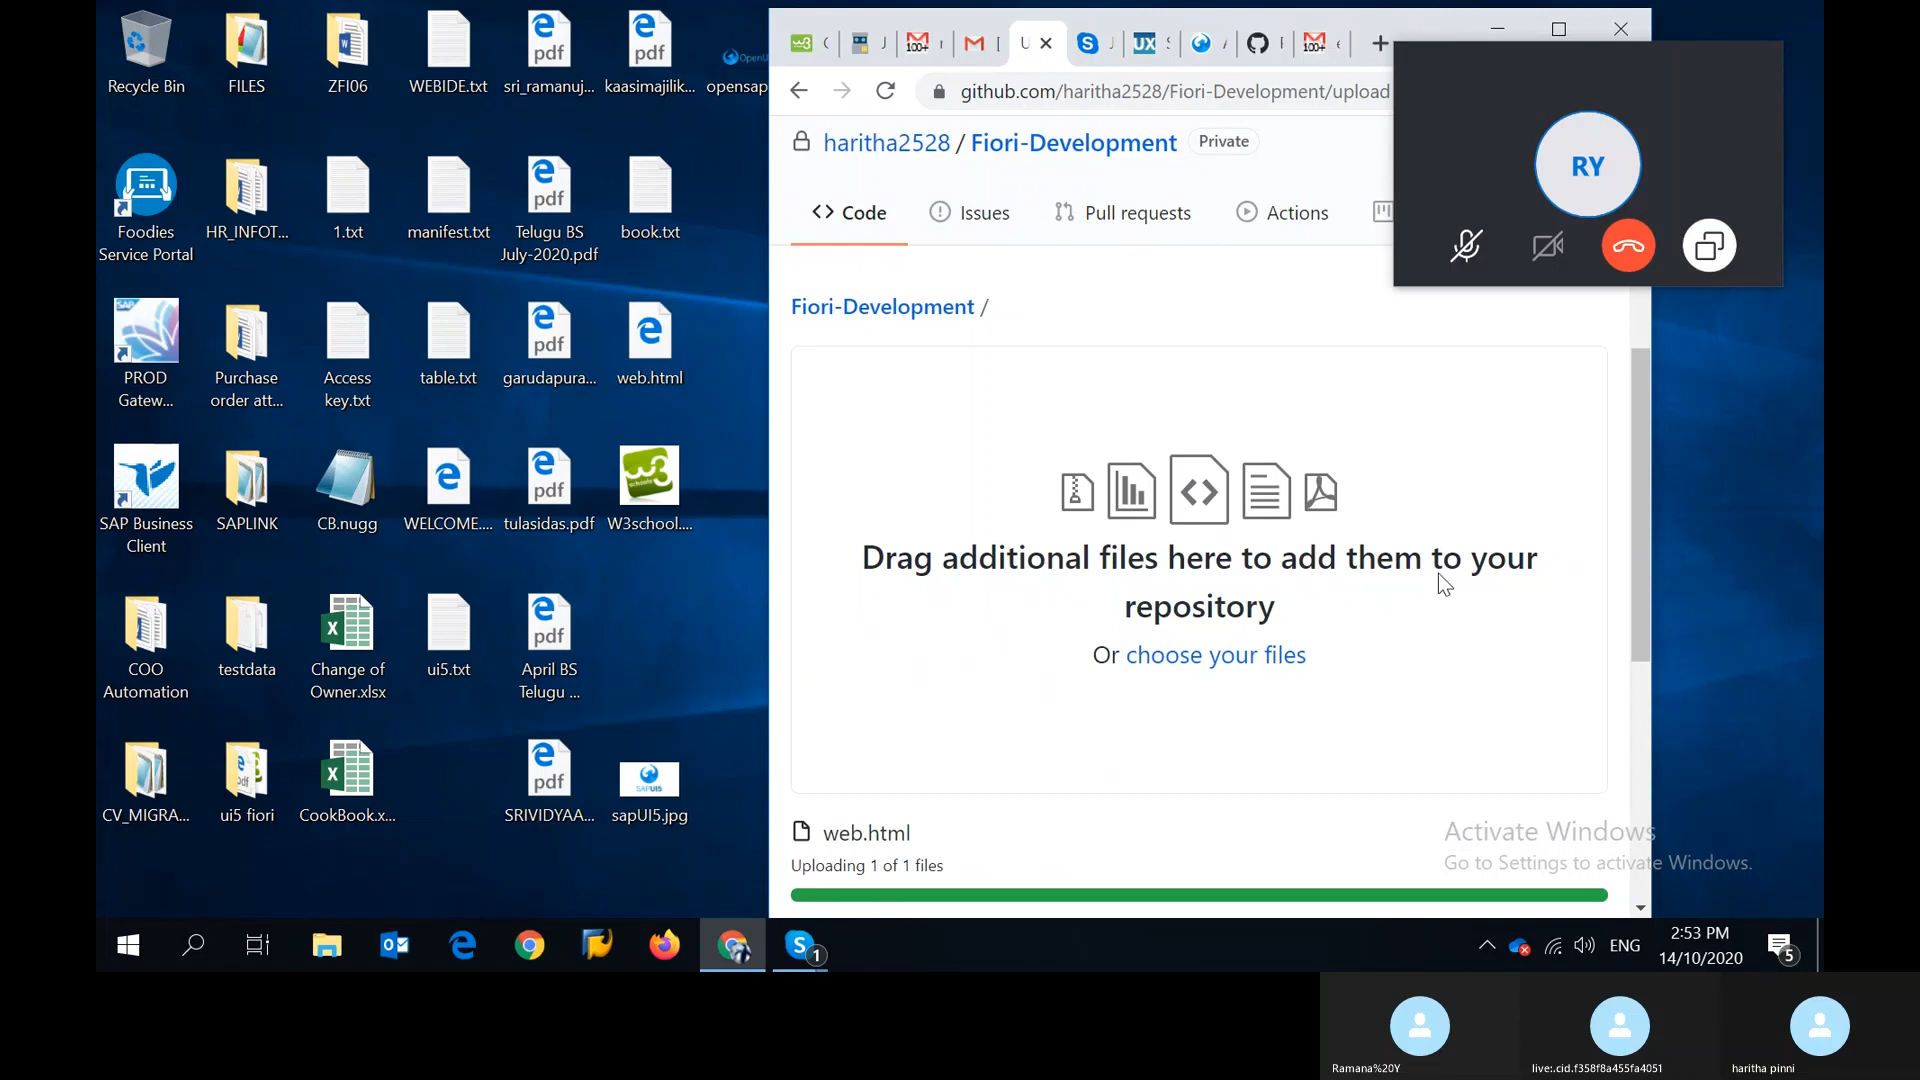 Recycle Bin
FILES
ZFI06
WEBIDE.txt
sri_ramanuj...
kaasimajilik...
opensap
Foodies
Service Portal
HR_INFOT...
1.txt
manifest.txt
Telugu BS
July-2020.pdf
book.txt
PROD
Gatew...
Purchase
order att...
Access
key.txt
table.txt
garudapura...
web.html
SAP Business
Client
SAPLINK
CB.nugg
WELCOME....
tulasidas.pdf
W3school....
COO
Automation
testdata
Change of
Owner.xlsx
ui5.txt
April BS
Telugu ...
CV_MIGRA...
ui5 fiori
CookBook.x...
SRIVIDYAA...
sapUI5.jpg
github.com/haritha2528/Fiori-Development/upload
haritha2528 / Fiori-Development Private
Code Issues Pull requests Actions
RY
Fiori-Development /
Drag additional files here to add them to your
repository
Or choose your files
web.html
Uploading 1 of 1 files
Activate Windows
Go to Settings to activate Windows.
1
ENG
2:53 PM
14/10/2020
5
Ramana%20Y
live:.cid.f358f8a455fa4051
haritha pinni